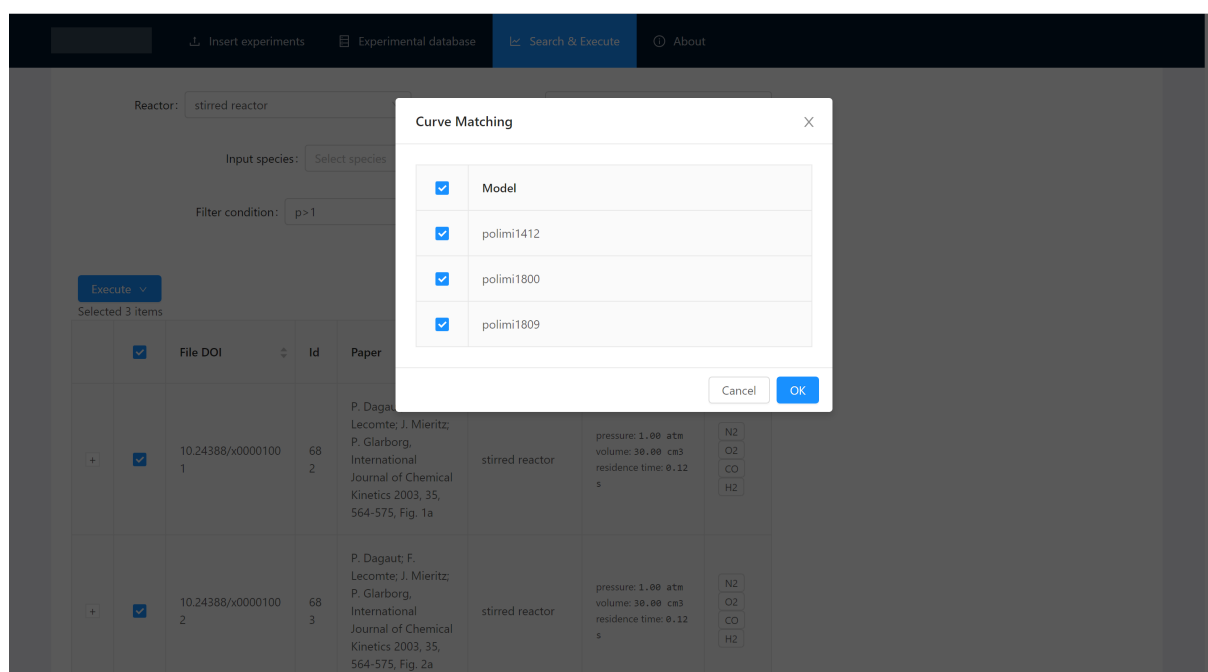 Insert experiments
Experimental database
Search & Execute
About
Reactor: stirred reactor
Input species: Select species
Filter condition: p>1
Curve Matching
Model
polimi1412
polimi1800
polimi1809
Cancel
OK
Execute
Selected 3 items
File DOI
Id
Paper
10.24388/x0000100
1
68
2
P. Dagau
Lecomte; J. Mieritz;
P. Glarborg,
International
Journal of Chemical
Kinetics 2003, 35,
564-575, Fig. 1a
stirred reactor
pressure: 1.00 atm
volume: 30.00 cm3
residence time: 0.12
s
N2
O2
CO
H2
10.24388/x0000100
2
68
3
P. Dagaut; F.
Lecomte; J. Mieritz;
P. Glarborg,
International
Journal of Chemical
Kinetics 2003, 35,
564-575, Fig. 2a
stirred reactor
pressure: 1.00 atm
volume: 30.00 cm3
residence time: 0.12
s
N2
O2
CO
H2